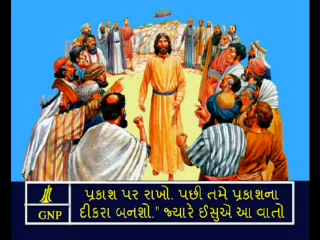 પ્રકાશ પર રાખો. પછી તમે પ્રકાશના
દીકરા બનશો." જ્યારે ઈસુએ આ વાતો
GNP